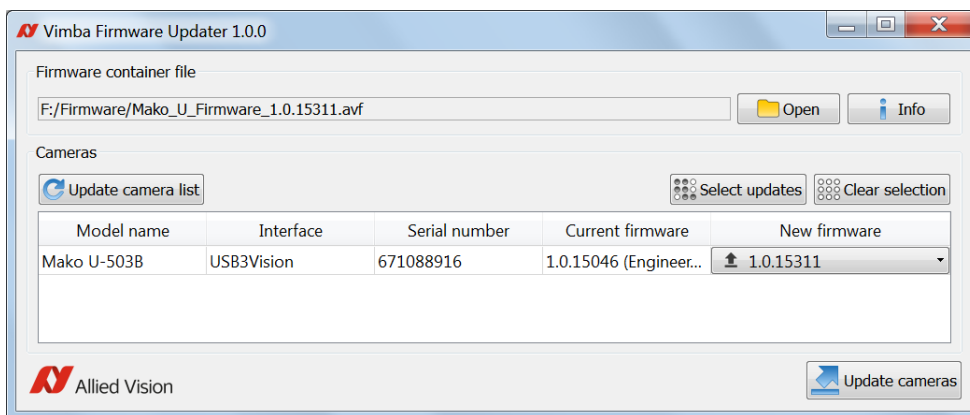 Vimba Firmware Updater 1.0.0
Firmware container file
F:/Firmware/Mako_U_Firmware_1.0.15311.avf
Open
Info
Cameras
Update camera list
Select updates
Clear selection
Model name Interface Serial number Current firmware New firmware
Mako U-503B USB3Vision 671088916 1.0.15046 (Engineer... 1.0.15311
Allied Vision
Update cameras